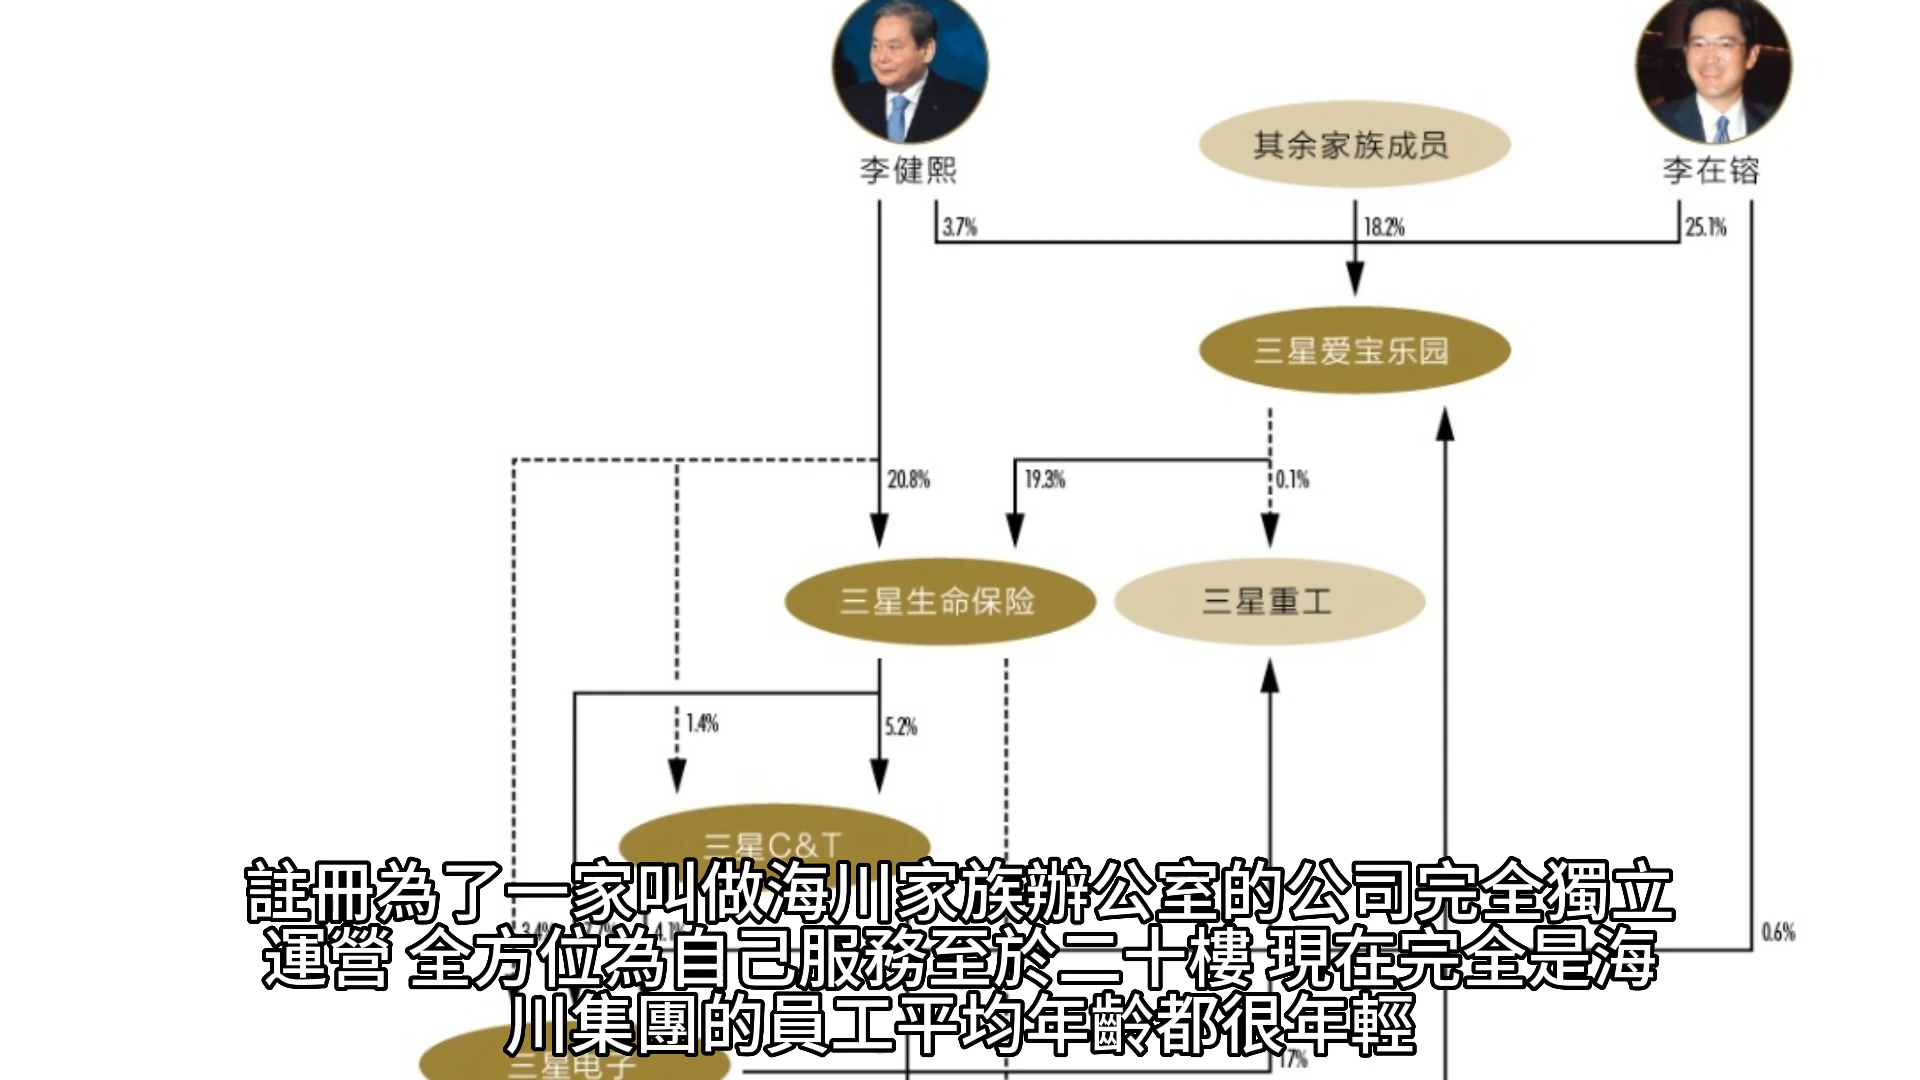 李健熙
其余家族成员
李在镕
3.7%
18.2%
25.1%
三星爱宝乐园
20.8%
19.3%
0.1%
三星生命保险
三星重工
1.4%
5.2%
三星C&T
註冊為了一家叫做海川家族辦公室的公司完全獨立
3.4%
4.1%
0.6%
運營 全方位為自己服務至於二十樓 現在完全是海
川集團的員工平均年齡都很年輕
三星电子